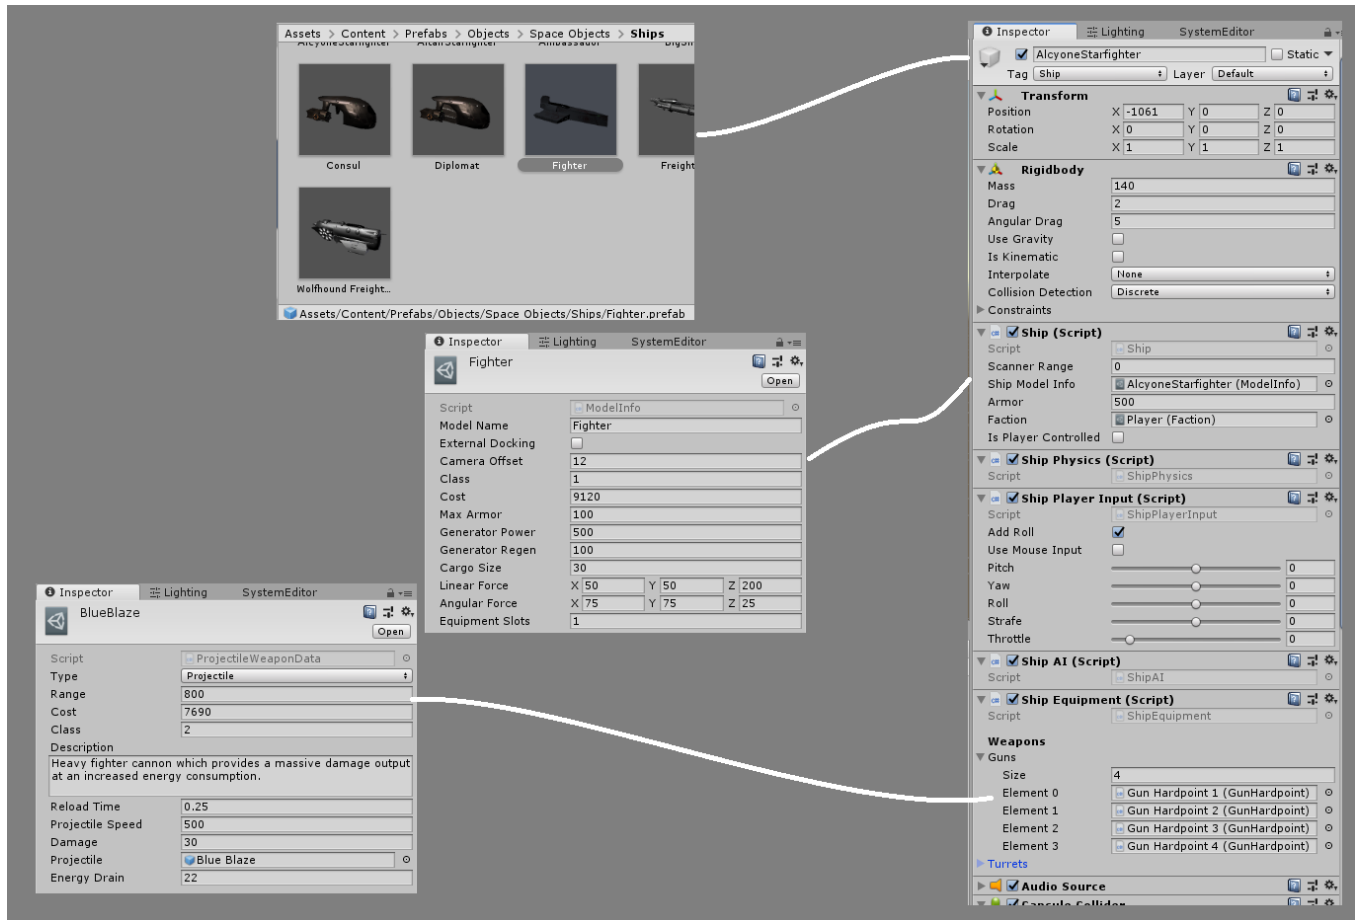 Assets > Content > Prefabs > Objects > Space Objects > Ships
AlcyoneStarfighter AltairStarfighter Ambassador
Consul Diplomat Fighter Freight
Wolfhound Freight...
Assets/Content/Prefabs/Objects/Space Objects/Ships/Fighter.prefab
Inspector Lighting SystemEditor
Fighter
Open
Script ModelInfo
Model Name Fighter
External Docking
Camera Offset 12
Class 1
Cost 9120
Max Armor 100
Generator Power 500
Generator Regen 100
Cargo Size 30
Linear Force X 50 Y 50 Z 200
Angular Force X 75 Y 75 Z 25
Equipment Slots 1
Inspector Lighting SystemEditor
BlueBlaze
Open
Script ProjectileWeaponData
Type Projectile
Range 800
Cost 7690
Class 2
Description
Heavy fighter cannon which provides a massive damage output
at an increased energy consumption.
Reload Time 0.25
Projectile Speed 500
Damage 30
Projectile Blue Blaze
Energy Drain 22
Inspector Lighting SystemEditor
AlcyoneStarfighter Static
Tag Ship Layer Default
Transform
Position X -1061 Y 0 Z 0
Rotation X 0 Y 0 Z 0
Scale X 1 Y 1 Z 1
Rigidbody
Mass 140
Drag 2
Angular Drag 5
Use Gravity
Is Kinematic
Interpolate None
Collision Detection Discrete
Constraints
Ship (Script)
Script Ship
Scanner Range 0
Ship Model Info AlcyoneStarfighter (ModelInfo)
Armor 500
Faction Player (Faction)
Is Player Controlled
Ship Physics (Script)
Script ShipPhysics
Ship Player Input (Script)
Script ShipPlayerInput
Add Roll
Use Mouse Input
Pitch 0
Yaw 0
Roll 0
Strafe 0
Throttle 0
Ship AI (Script)
Script ShipAI
Ship Equipment (Script)
Script ShipEquipment
Weapons
Guns
Size 4
Element 0 Gun Hardpoint 1 (GunHardpoint)
Element 1 Gun Hardpoint 2 (GunHardpoint)
Element 2 Gun Hardpoint 3 (GunHardpoint)
Element 3 Gun Hardpoint 4 (GunHardpoint)
Turrets
Audio Source
Capsule Collider